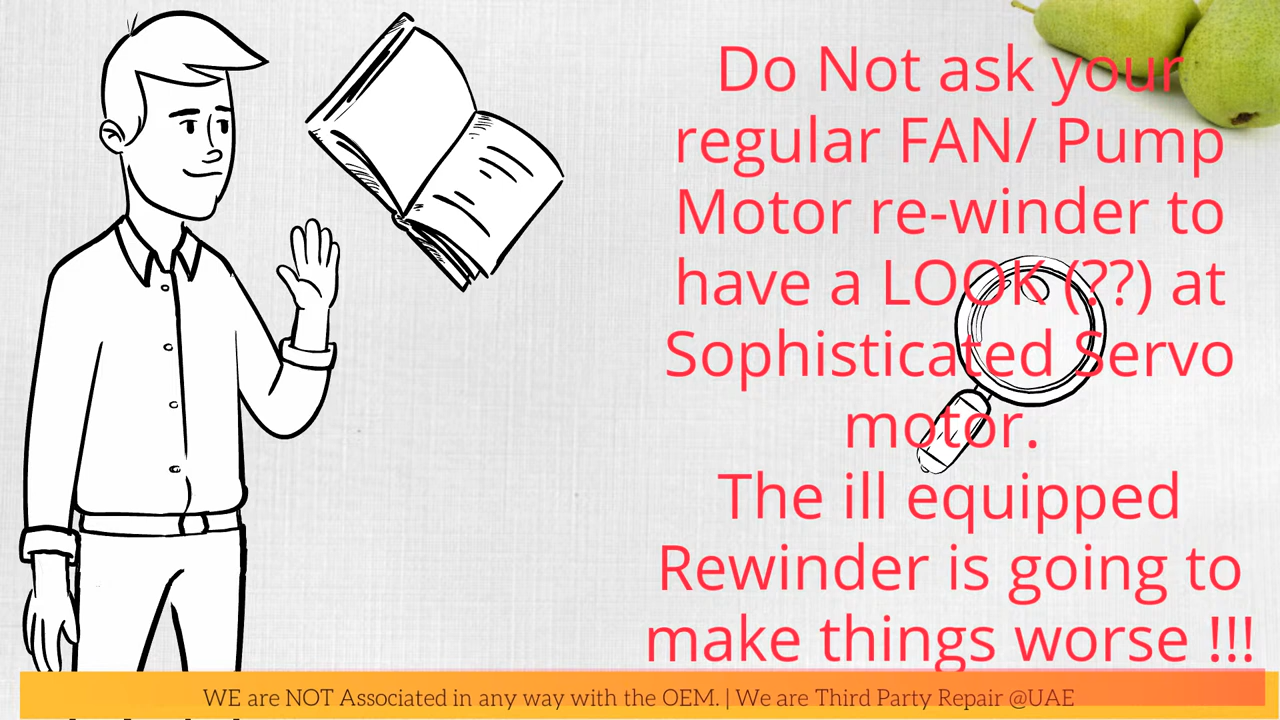 Do Not ask your
regular FAN/ Pump
Motor re-winder to
have a LOOK (??) at
Sophisticated Servo
motor.
The ill equipped
Rewinder is going to
make things worse !!!
WE are NOT Associated in any way with the OEM. | We are Third Party Repair @UAE